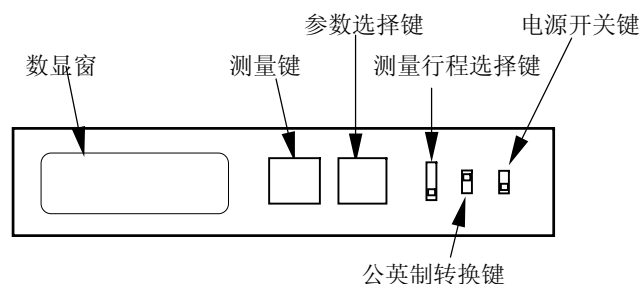 参数选择键
电源开关键
数显窗
测量键
测量行程选择键
公英制转换键